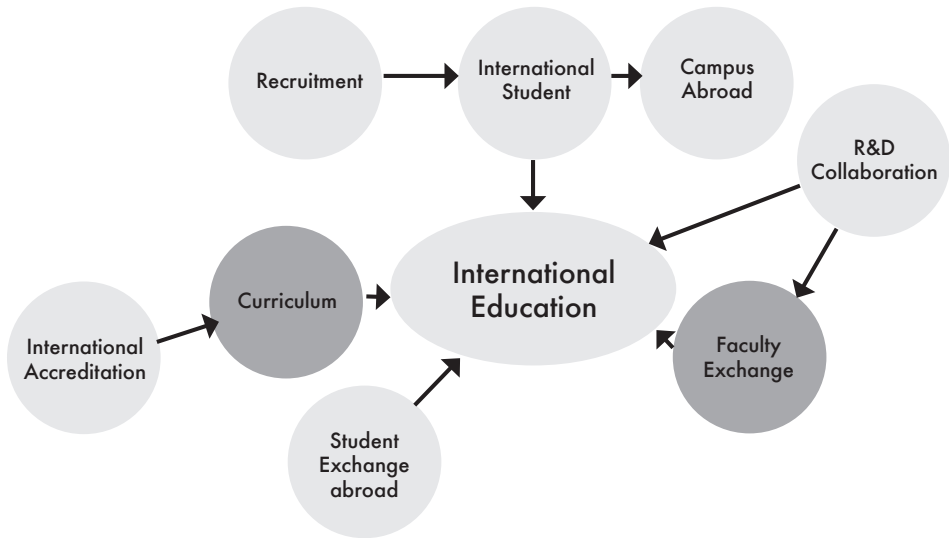 Recruitment
International
Student
Campus
Abroad
R&D
Collaboration
International
Education
Curriculum
International
Accreditation
Faculty
Exchange
Student
Exchange
abroad